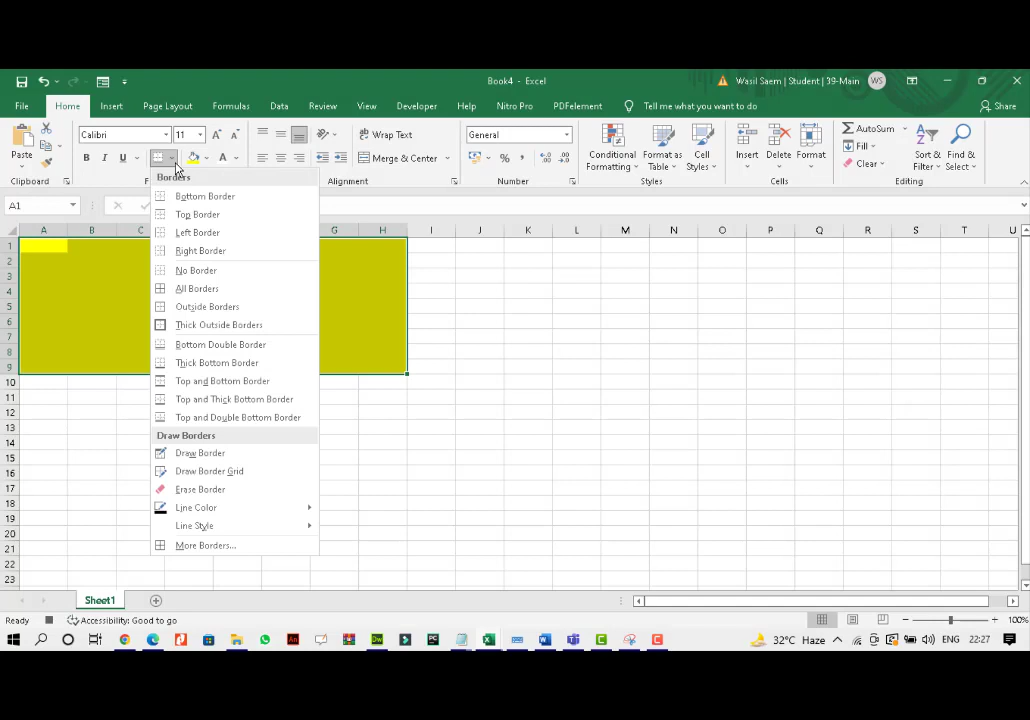 Book4 - Excel
Wasil Saem | Student | 39-Main
WS
File Home Insert Page Layout Formulas Data Review View Developer Help Nitro Pro PDFelement Tell me what you want to do Share
Paste
Calibri 11
Wrap Text
General
Conditional Formatting
Format as Table
Cell Styles
Insert Delete Format
AutoSum
Fill
Clear
Sort & Filter
Find & Select
B I U A
Merge & Center
% ,
Clipboard F Alignment Number Styles Cells Editing
A1
A B C G H I J K L M N O P Q R S T U
1
2
3
4
5
6
7
8
9
10
11
12
13
14
15
16
17
18
19
20
21
22
23
Borders
Bottom Border
Top Border
Left Border
Right Border
No Border
All Borders
Outside Borders
Thick Outside Borders
Bottom Double Border
Thick Bottom Border
Top and Bottom Border
Top and Thick Bottom Border
Top and Double Bottom Border
Draw Borders
Draw Border
Draw Border Grid
Erase Border
Line Color
Line Style
More Borders...
Sheet1
Ready Accessibility: Good to go 100%
32°C Haze ENG 22:27